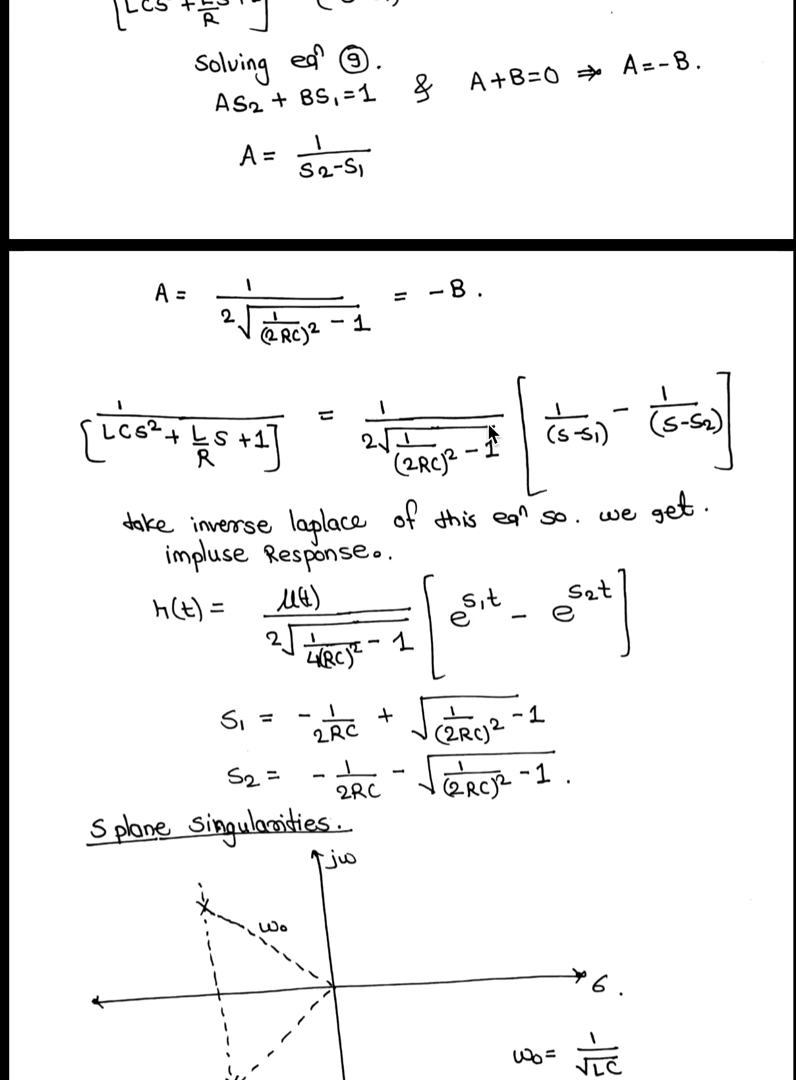 [LCS² + LS/R + 1]
Solving eqⁿ ⑨.
AS₂ + BS₁ = 1 & A+B=0 ⇒ A=-B.
A = 1/(S₂-S₁)
A = 1/(2√(1/(2RC)² - 1)) = -B.
1/[LCS² + L/R S + 1] = 1/(2√(1/(2RC)² - 1)) [1/(S-S₁) - 1/(S-S₂)]
take inverse laplace of this eqⁿ so. we get.
impluse Response.
h(t) = u(t)/(2√(1/4(RC)² - 1)) [e^S₁t - e^S₂t]
S₁ = -1/2RC + √(1/(2RC)² - 1)
S₂ = -1/2RC - √(1/(2RC)² - 1).
S plane Singularities.
jω
ω₀
σ.
ω₀ = 1/√LC